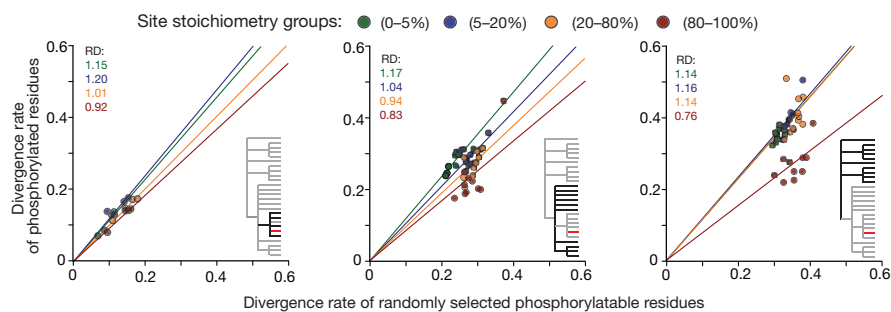 Site stoichiometry groups: (0–5%) (5–20%) (20–80%) (80–100%)
Divergence rate
of phosphorylated residues
0.6
0.4
0.2
0
RD:
1.15
1.20
1.01
0.92
0 0.2 0.4 0.6
0.6
0.4
0.2
0
RD:
1.17
1.04
0.94
0.83
0 0.2 0.4 0.6
0.6
0.4
0.2
0
RD:
1.14
1.16
1.14
0.76
0 0.2 0.4 0.6
Divergence rate of randomly selected phosphorylatable residues